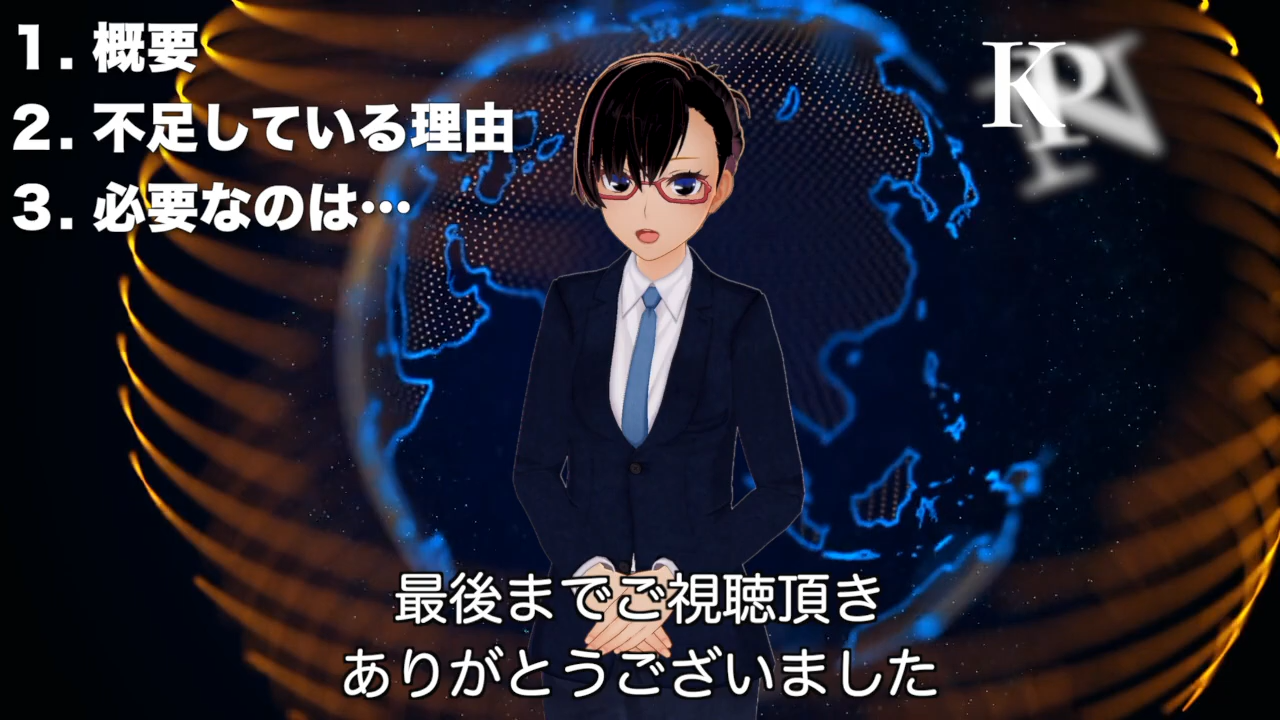 1. 概要
2. 不足している理由
3. 必要なのは…
KRN
最後までご視聴頂き
ありがとうございました